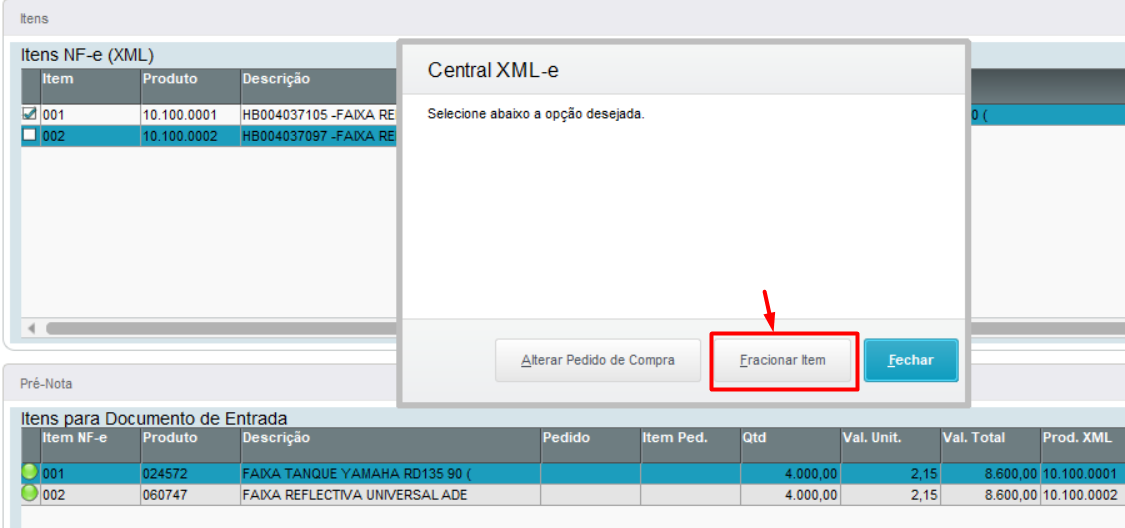 Itens
Itens NF-e (XML)
Item Produto Descrição
001 10.100.0001 HB004037105 -FAIXA RE 0 (
002 10.100.0002 HB004037097 -FAIXA RE
Central XML-e
Selecione abaixo a opção desejada.
Alterar Pedido de Compra Fracionar Item Fechar
Pré-Nota
Itens para Documento de Entrada
Item NF-e Produto Descrição Pedido Item Ped. Qtd Val. Unit. Val. Total Prod. XML
001 024572 FAIXA TANQUE YAMAHA RD135 90 ( 4.000,00 2,15 8.600,00 10.100.0001
002 060747 FAIXA REFLECTIVA UNIVERSAL ADE 4.000,00 2,15 8.600,00 10.100.0002